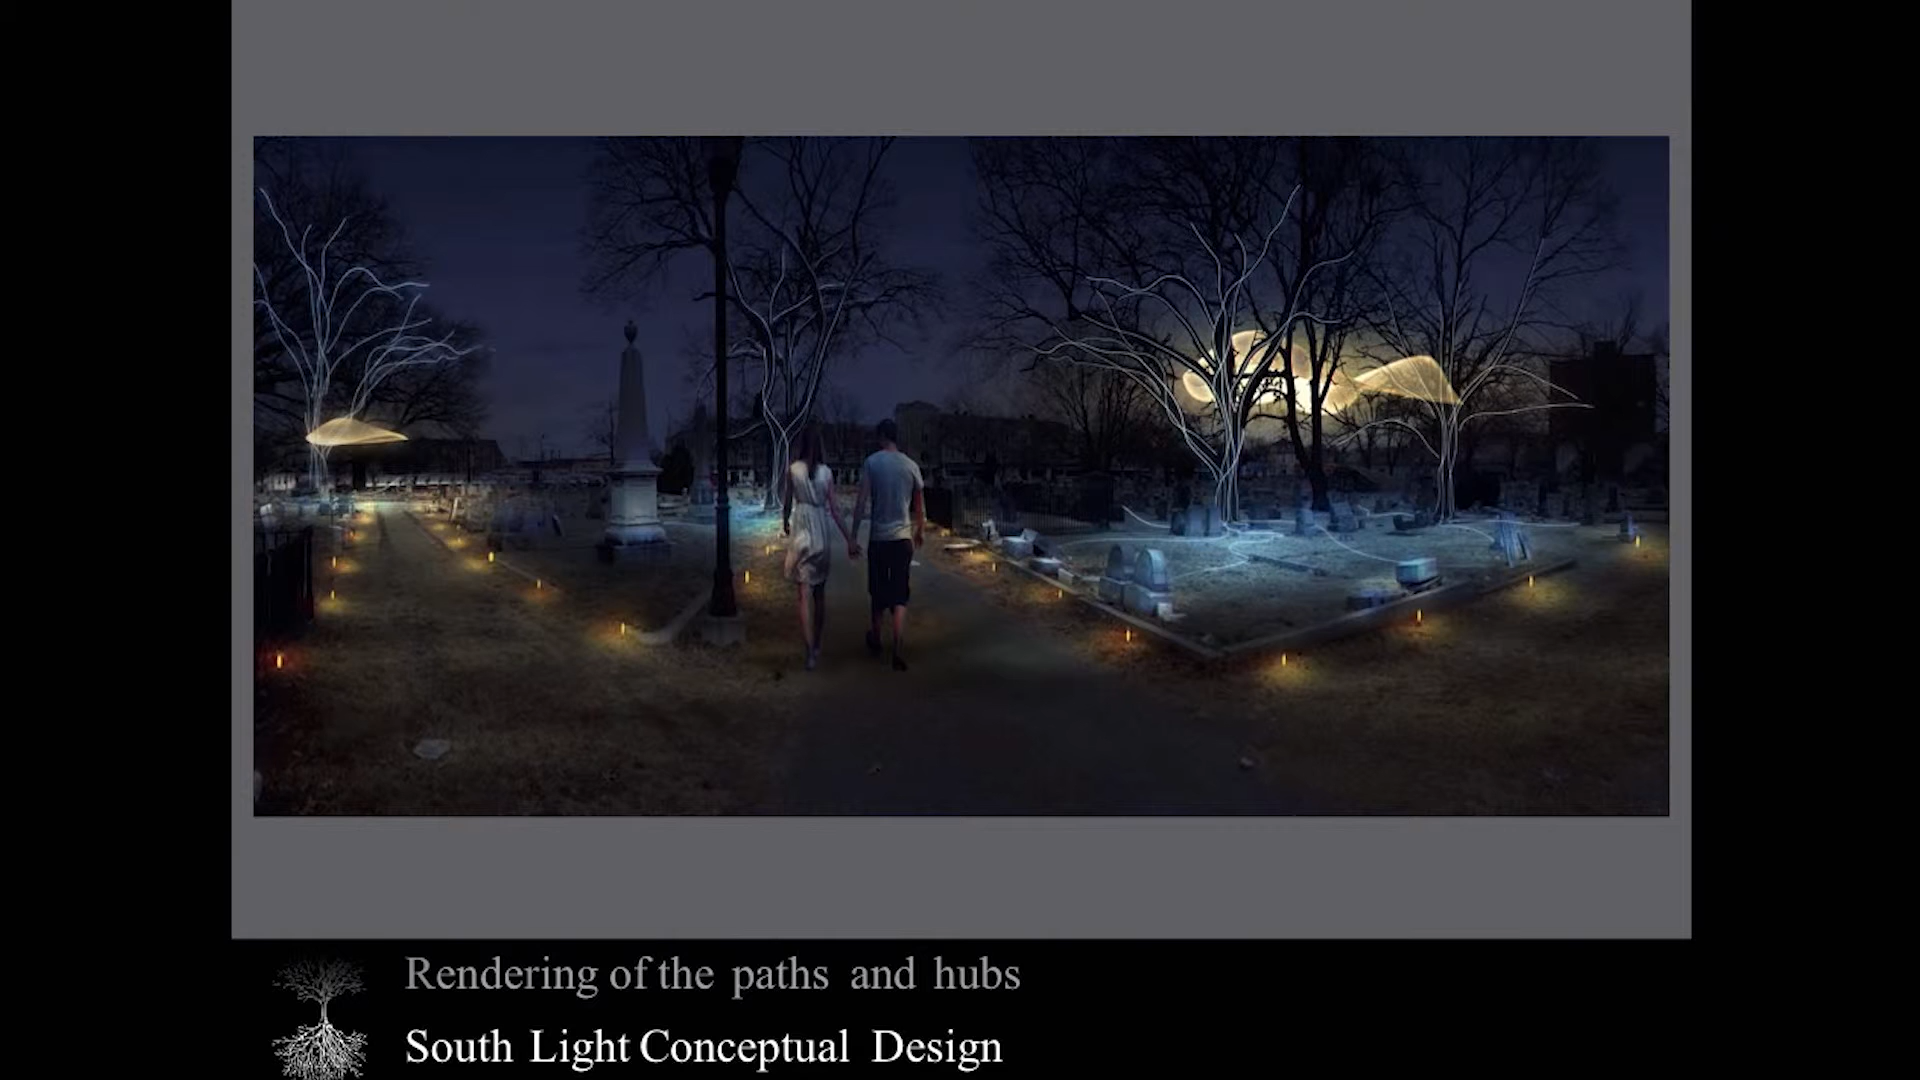 Rendering of the paths and hubs
South Light Conceptual Design